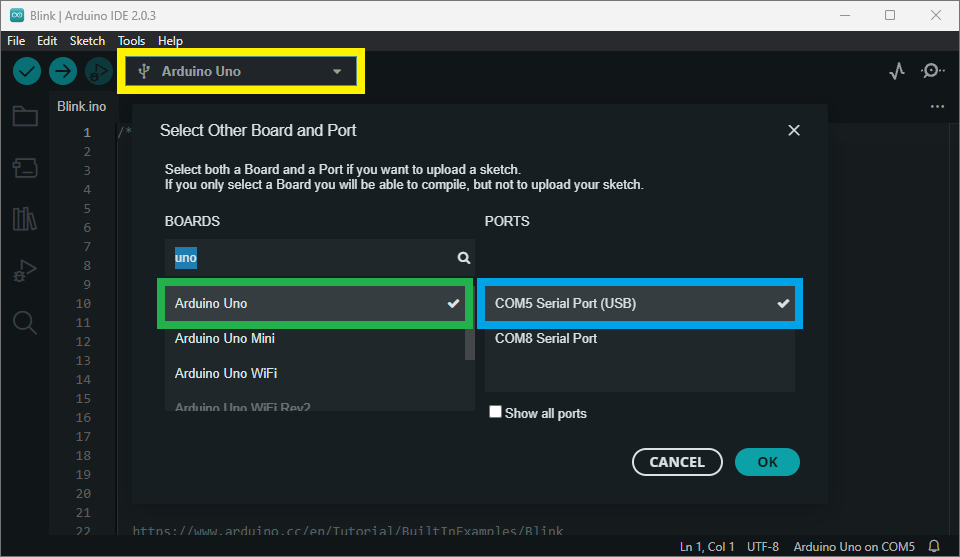 Blink | Arduino IDE 2.0.3
File Edit Sketch Tools Help
Arduino Uno
Blink.ino
Select Other Board and Port
Select both a Board and a Port if you want to upload a sketch.
If you only select a Board you will be able to compile, but not to upload your sketch.
BOARDS
PORTS
uno
Arduino Uno
COM5 Serial Port (USB)
Arduino Uno Mini
COM8 Serial Port
Arduino Uno WiFi
Arduino Uno WiFi Rev2
Show all ports
CANCEL
OK
1 /*
2
3
4
5
6
7
8
9
10
11
12
13
14
15
16
17
18
19
20
21
22 https://www.arduino.cc/en/Tutorial/BuiltInExamples/Blink
Ln 1, Col 1 UTF-8 Arduino Uno on COM5